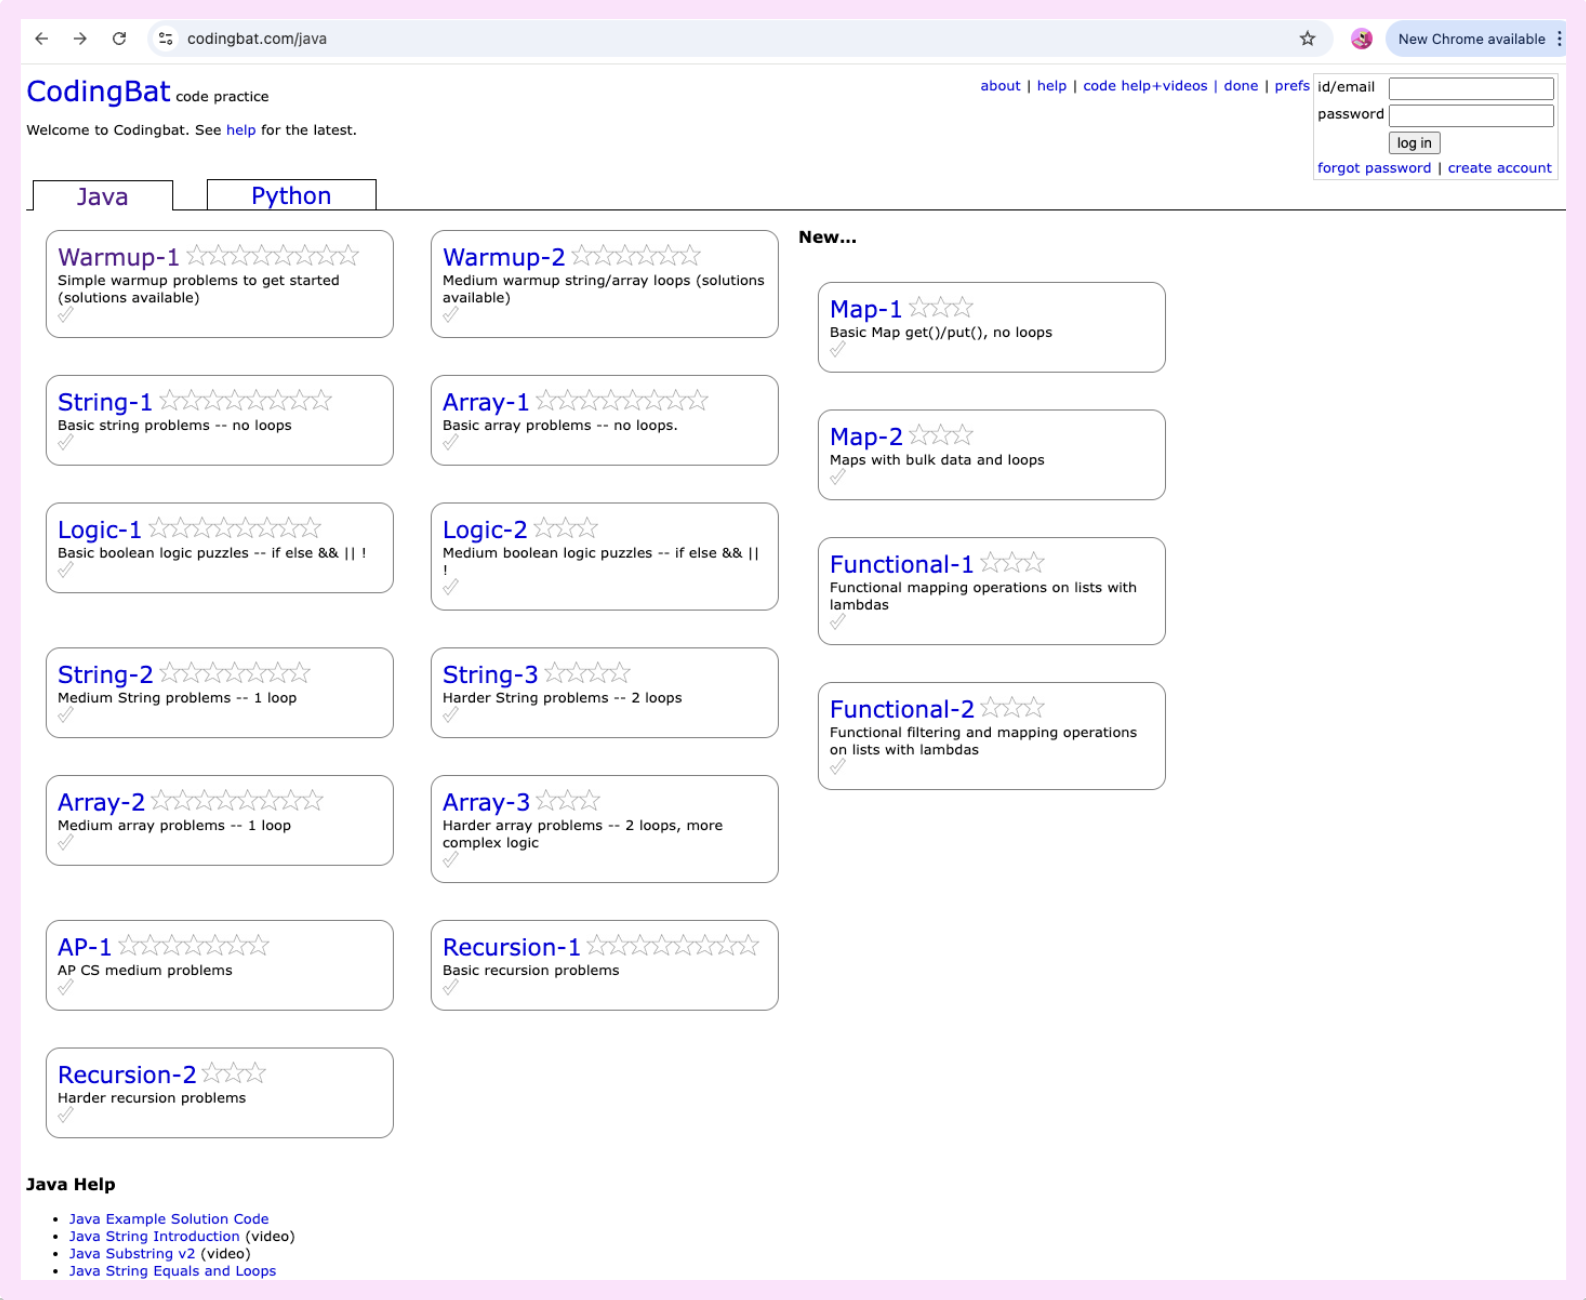 codingbat.com/java
New Chrome available
CodingBat code practice
about | help | code help+videos | done | prefs
id/email
password
log in
forgot password | create account
Welcome to Codingbat. See help for the latest.
Java
Python
Warmup-1
Simple warmup problems to get started
(solutions available)
Warmup-2
Medium warmup string/array loops (solutions
available)
String-1
Basic string problems -- no loops
Array-1
Basic array problems -- no loops.
Logic-1
Basic boolean logic puzzles -- if else && || !
Logic-2
Medium boolean logic puzzles -- if else && ||
!
String-2
Medium String problems -- 1 loop
String-3
Harder String problems -- 2 loops
Array-2
Medium array problems -- 1 loop
Array-3
Harder array problems -- 2 loops, more
complex logic
AP-1
AP CS medium problems
Recursion-1
Basic recursion problems
Recursion-2
Harder recursion problems
New...
Map-1
Basic Map get()/put(), no loops
Map-2
Maps with bulk data and loops
Functional-1
Functional mapping operations on lists with
lambdas
Functional-2
Functional filtering and mapping operations
on lists with lambdas
Java Help
• Java Example Solution Code
• Java String Introduction (video)
• Java Substring v2 (video)
• Java String Equals and Loops